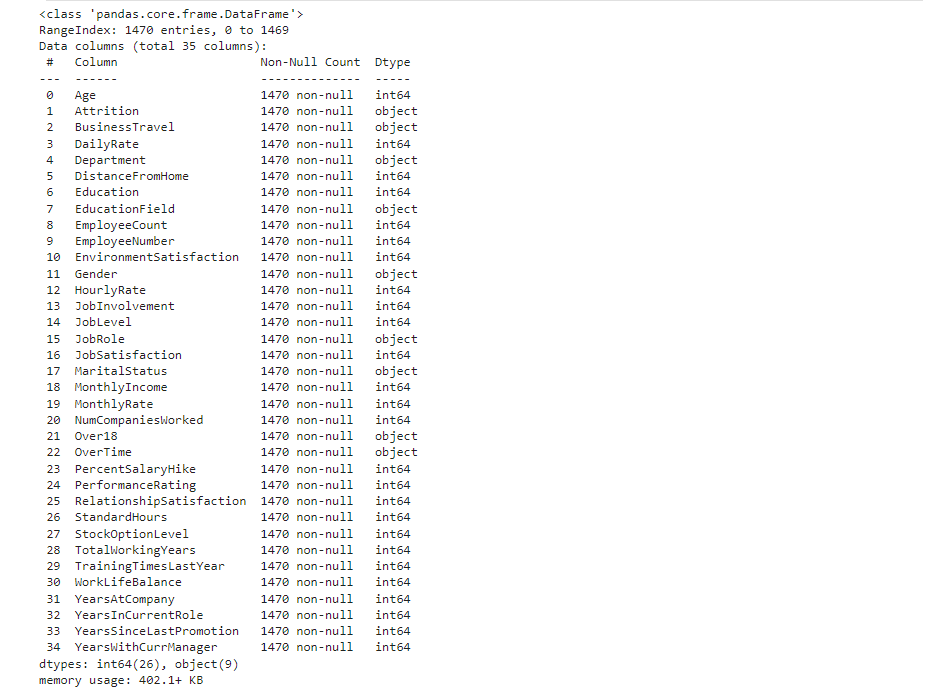 <class 'pandas.core.frame.DataFrame'>
RangeIndex: 1470 entries, 0 to 1469
Data columns (total 35 columns):
 #   Column                    Non-Null Count  Dtype
---  ------                    --------------  -----
 0   Age                       1470 non-null   int64
 1   Attrition                 1470 non-null   object
 2   BusinessTravel            1470 non-null   object
 3   DailyRate                 1470 non-null   int64
 4   Department                1470 non-null   object
 5   DistanceFromHome          1470 non-null   int64
 6   Education                 1470 non-null   int64
 7   EducationField            1470 non-null   object
 8   EmployeeCount             1470 non-null   int64
 9   EmployeeNumber            1470 non-null   int64
 10  EnvironmentSatisfaction   1470 non-null   int64
 11  Gender                    1470 non-null   object
 12  HourlyRate                1470 non-null   int64
 13  JobInvolvement            1470 non-null   int64
 14  JobLevel                  1470 non-null   int64
 15  JobRole                   1470 non-null   object
 16  JobSatisfaction           1470 non-null   int64
 17  MaritalStatus             1470 non-null   object
 18  MonthlyIncome             1470 non-null   int64
 19  MonthlyRate               1470 non-null   int64
 20  NumCompaniesWorked        1470 non-null   int64
 21  Over18                    1470 non-null   object
 22  OverTime                  1470 non-null   object
 23  PercentSalaryHike         1470 non-null   int64
 24  PerformanceRating         1470 non-null   int64
 25  RelationshipSatisfaction  1470 non-null   int64
 26  StandardHours             1470 non-null   int64
 27  StockOptionLevel          1470 non-null   int64
 28  TotalWorkingYears         1470 non-null   int64
 29  TrainingTimesLastYear     1470 non-null   int64
 30  WorkLifeBalance           1470 non-null   int64
 31  YearsAtCompany            1470 non-null   int64
 32  YearsInCurrentRole        1470 non-null   int64
 33  YearsSinceLastPromotion   1470 non-null   int64
 34  YearsWithCurrManager      1470 non-null   int64
dtypes: int64(26), object(9)
memory usage: 402.1+ KB